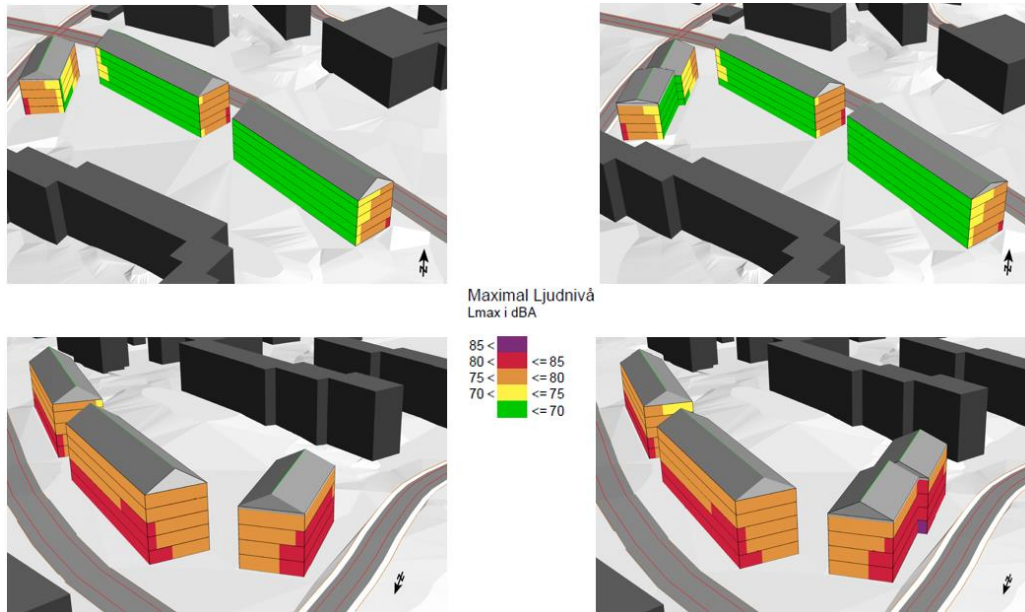 N
N
Maximal Ljudnivå
Lmax i dBA
85 <
80 < <= 85
75 < <= 80
70 < <= 75
<= 70
N
N